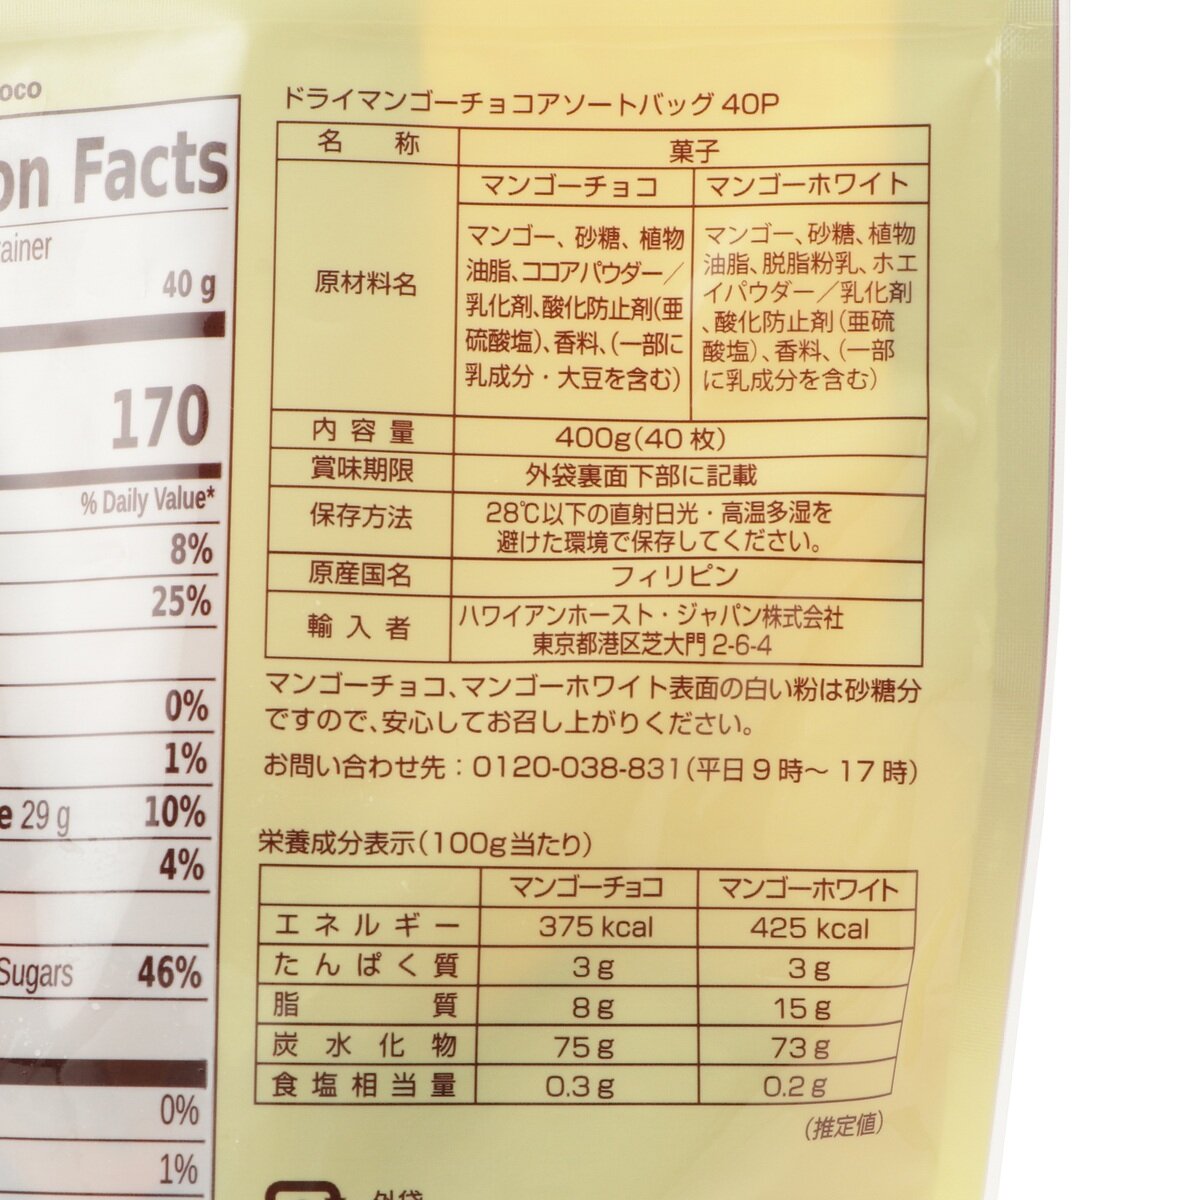 oco
on Facts
ainer
40 g
170
% Daily Value*
8%
25%
0%
1%
e 29 g 10%
4%
Sugars 46%
0%
1%
ドライマンゴーチョコアソートバッグ 40P
名 称 菓子
原材料名
マンゴーチョコ
マンゴー、砂糖、植物
油脂、ココアパウダー／
乳化剤、酸化防止剤(亜
硫酸塩)、香料、(一部に
乳成分・大豆を含む)
マンゴーホワイト
マンゴー、砂糖、植物
油脂、脱脂粉乳、ホエ
イパウダー／乳化剤
、酸化防止剤(亜硫
酸塩)、香料、(一部
に乳成分を含む)
内容量 400g(40 枚)
賞味期限 外袋裏面下部に記載
保存方法 28℃以下の直射日光・高温多湿を
避けた環境で保存してください。
原産国名 フィリピン
輸入者 ハワイアンホースト・ジャパン株式会社
東京都港区芝大門 2-6-4
マンゴーチョコ、マンゴーホワイト表面の白い粉は砂糖分
ですので、安心してお召し上がりください。
お問い合わせ先：0120-038-831(平日 9 時～ 17 時)
栄養成分表示(100g当たり)
マンゴーチョコ マンゴーホワイト
エネルギー 375 kcal 425 kcal
たんぱく質 3 g 3 g
脂質 8 g 15 g
炭水化物 75 g 73 g
食塩相当量 0.3 g 0.2 g
(推定値)
外袋